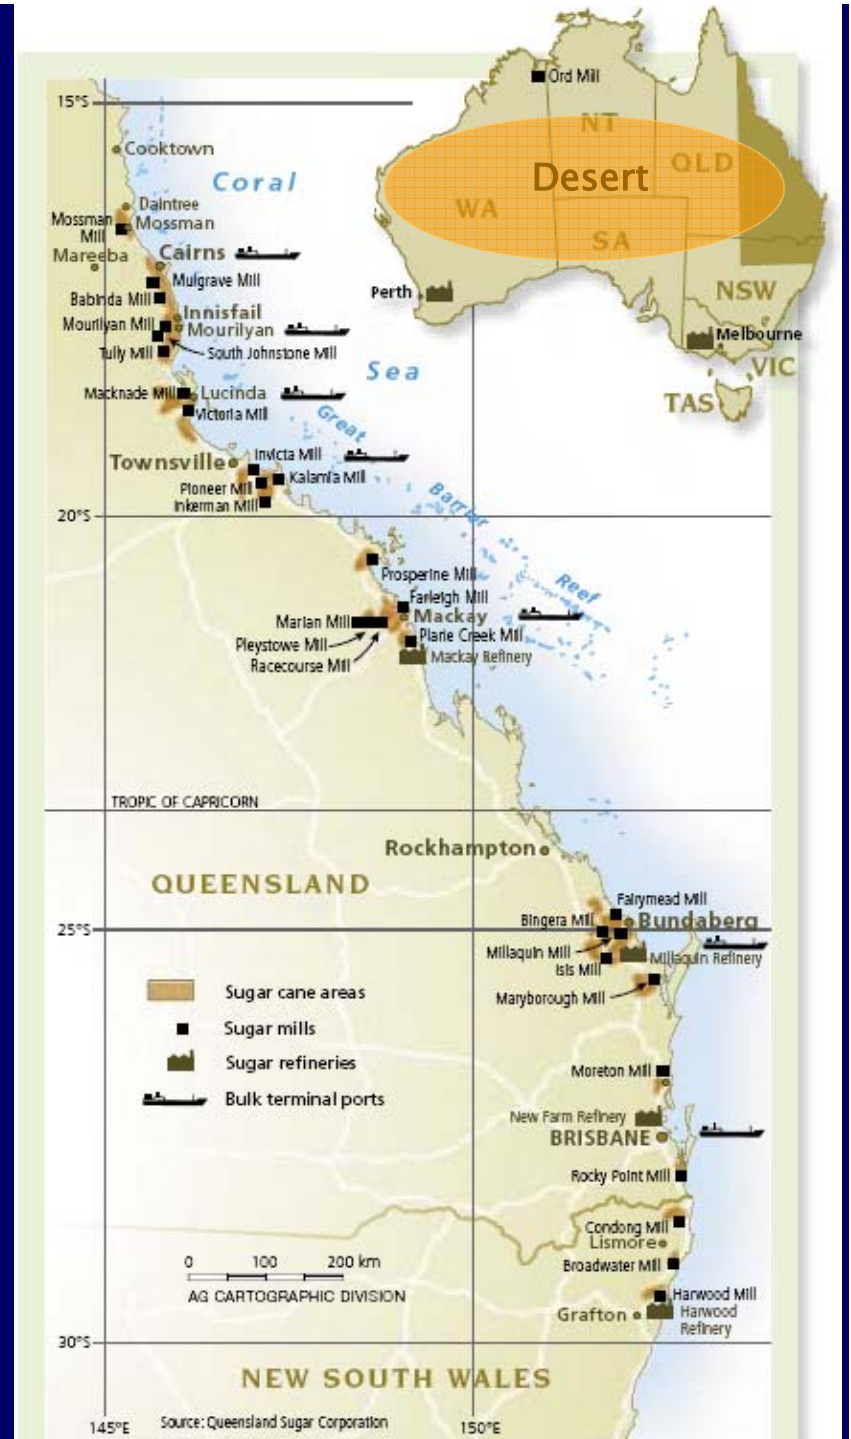 15°S
Cooktown
Coral
Daintree
Mossman
Mill
Mossman
Mareeba
Cairns
Mulgrave Mill
Babinda Mill
Innisfail
Mourilyan Mill
Mourilyan
Tully Mill
South Johnstone Mill
Sea
Macknade Mill
Lucinda
Victoria Mill
Great
Townsville
Invicta Mill
Kalamia Mill
Pioneer Mill
Inkerman Mill
Barrier
20°S
Reef
Prosperine Mill
Farleigh Mill
Marian Mill
Mackay
Pleystowe Mill
Plane Creek Mill
Racecourse Mill
Mackay Refinery
Ord Mill
NT
Desert
QLD
WA
SA
Perth
NSW
Melbourne
VIC
TAS
TROPIC OF CAPRICORN
Rockhampton
QUEENSLAND
Fairymead Mill
Bingera Mill
Bundaberg
25°S
Millaquin Mill
Millaquin Refinery
Isis Mill
Maryborough Mill
Sugar cane areas
Sugar mills
Sugar refineries
Bulk terminal ports
Moreton Mill
New Farm Refinery
BRISBANE
Rocky Point Mill
Condong Mill
Lismore
Broadwater Mill
0 100 200 km
AG CARTOGRAPHIC DIVISION
Harwood Mill
Grafton
Harwood
Refinery
30°S
NEW SOUTH WALES
Source: Queensland Sugar Corporation
145°E
150°E